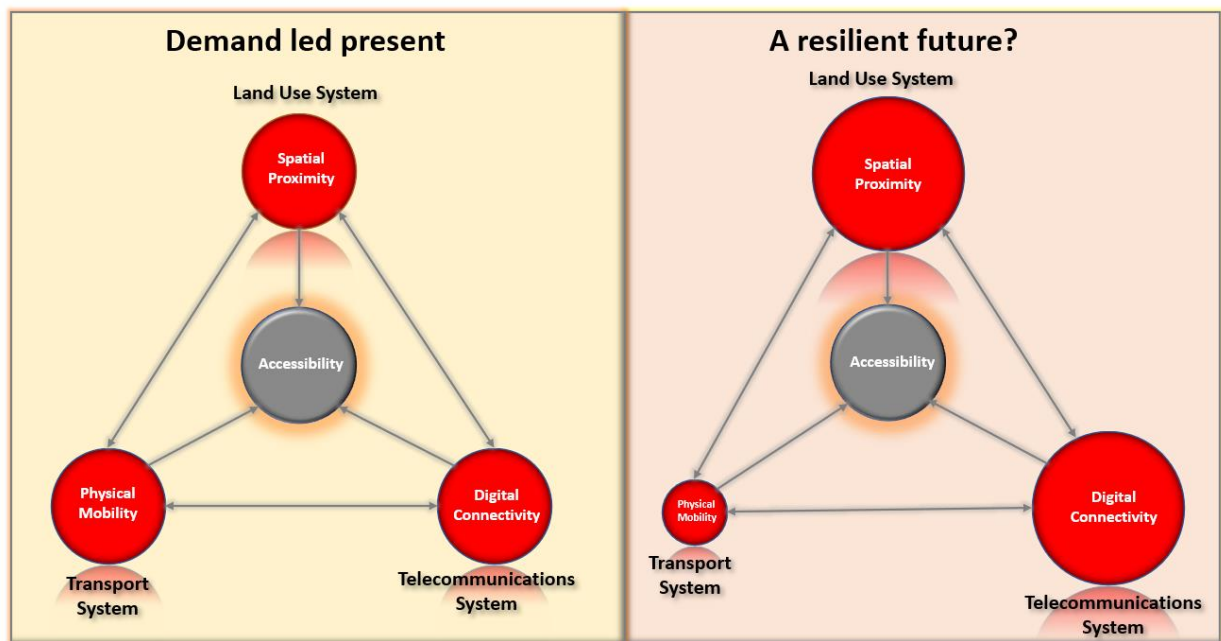 Demand led present
Land Use System
Spatial
Proximity
Accessibility
Physical
Mobility
Digital
Connectivity
Transport
System
Telecommunications
System
A resilient future?
Land Use System
Spatial
Proximity
Accessibility
Physical
Mobility
Digital
Connectivity
Transport
System
Telecommunications
System